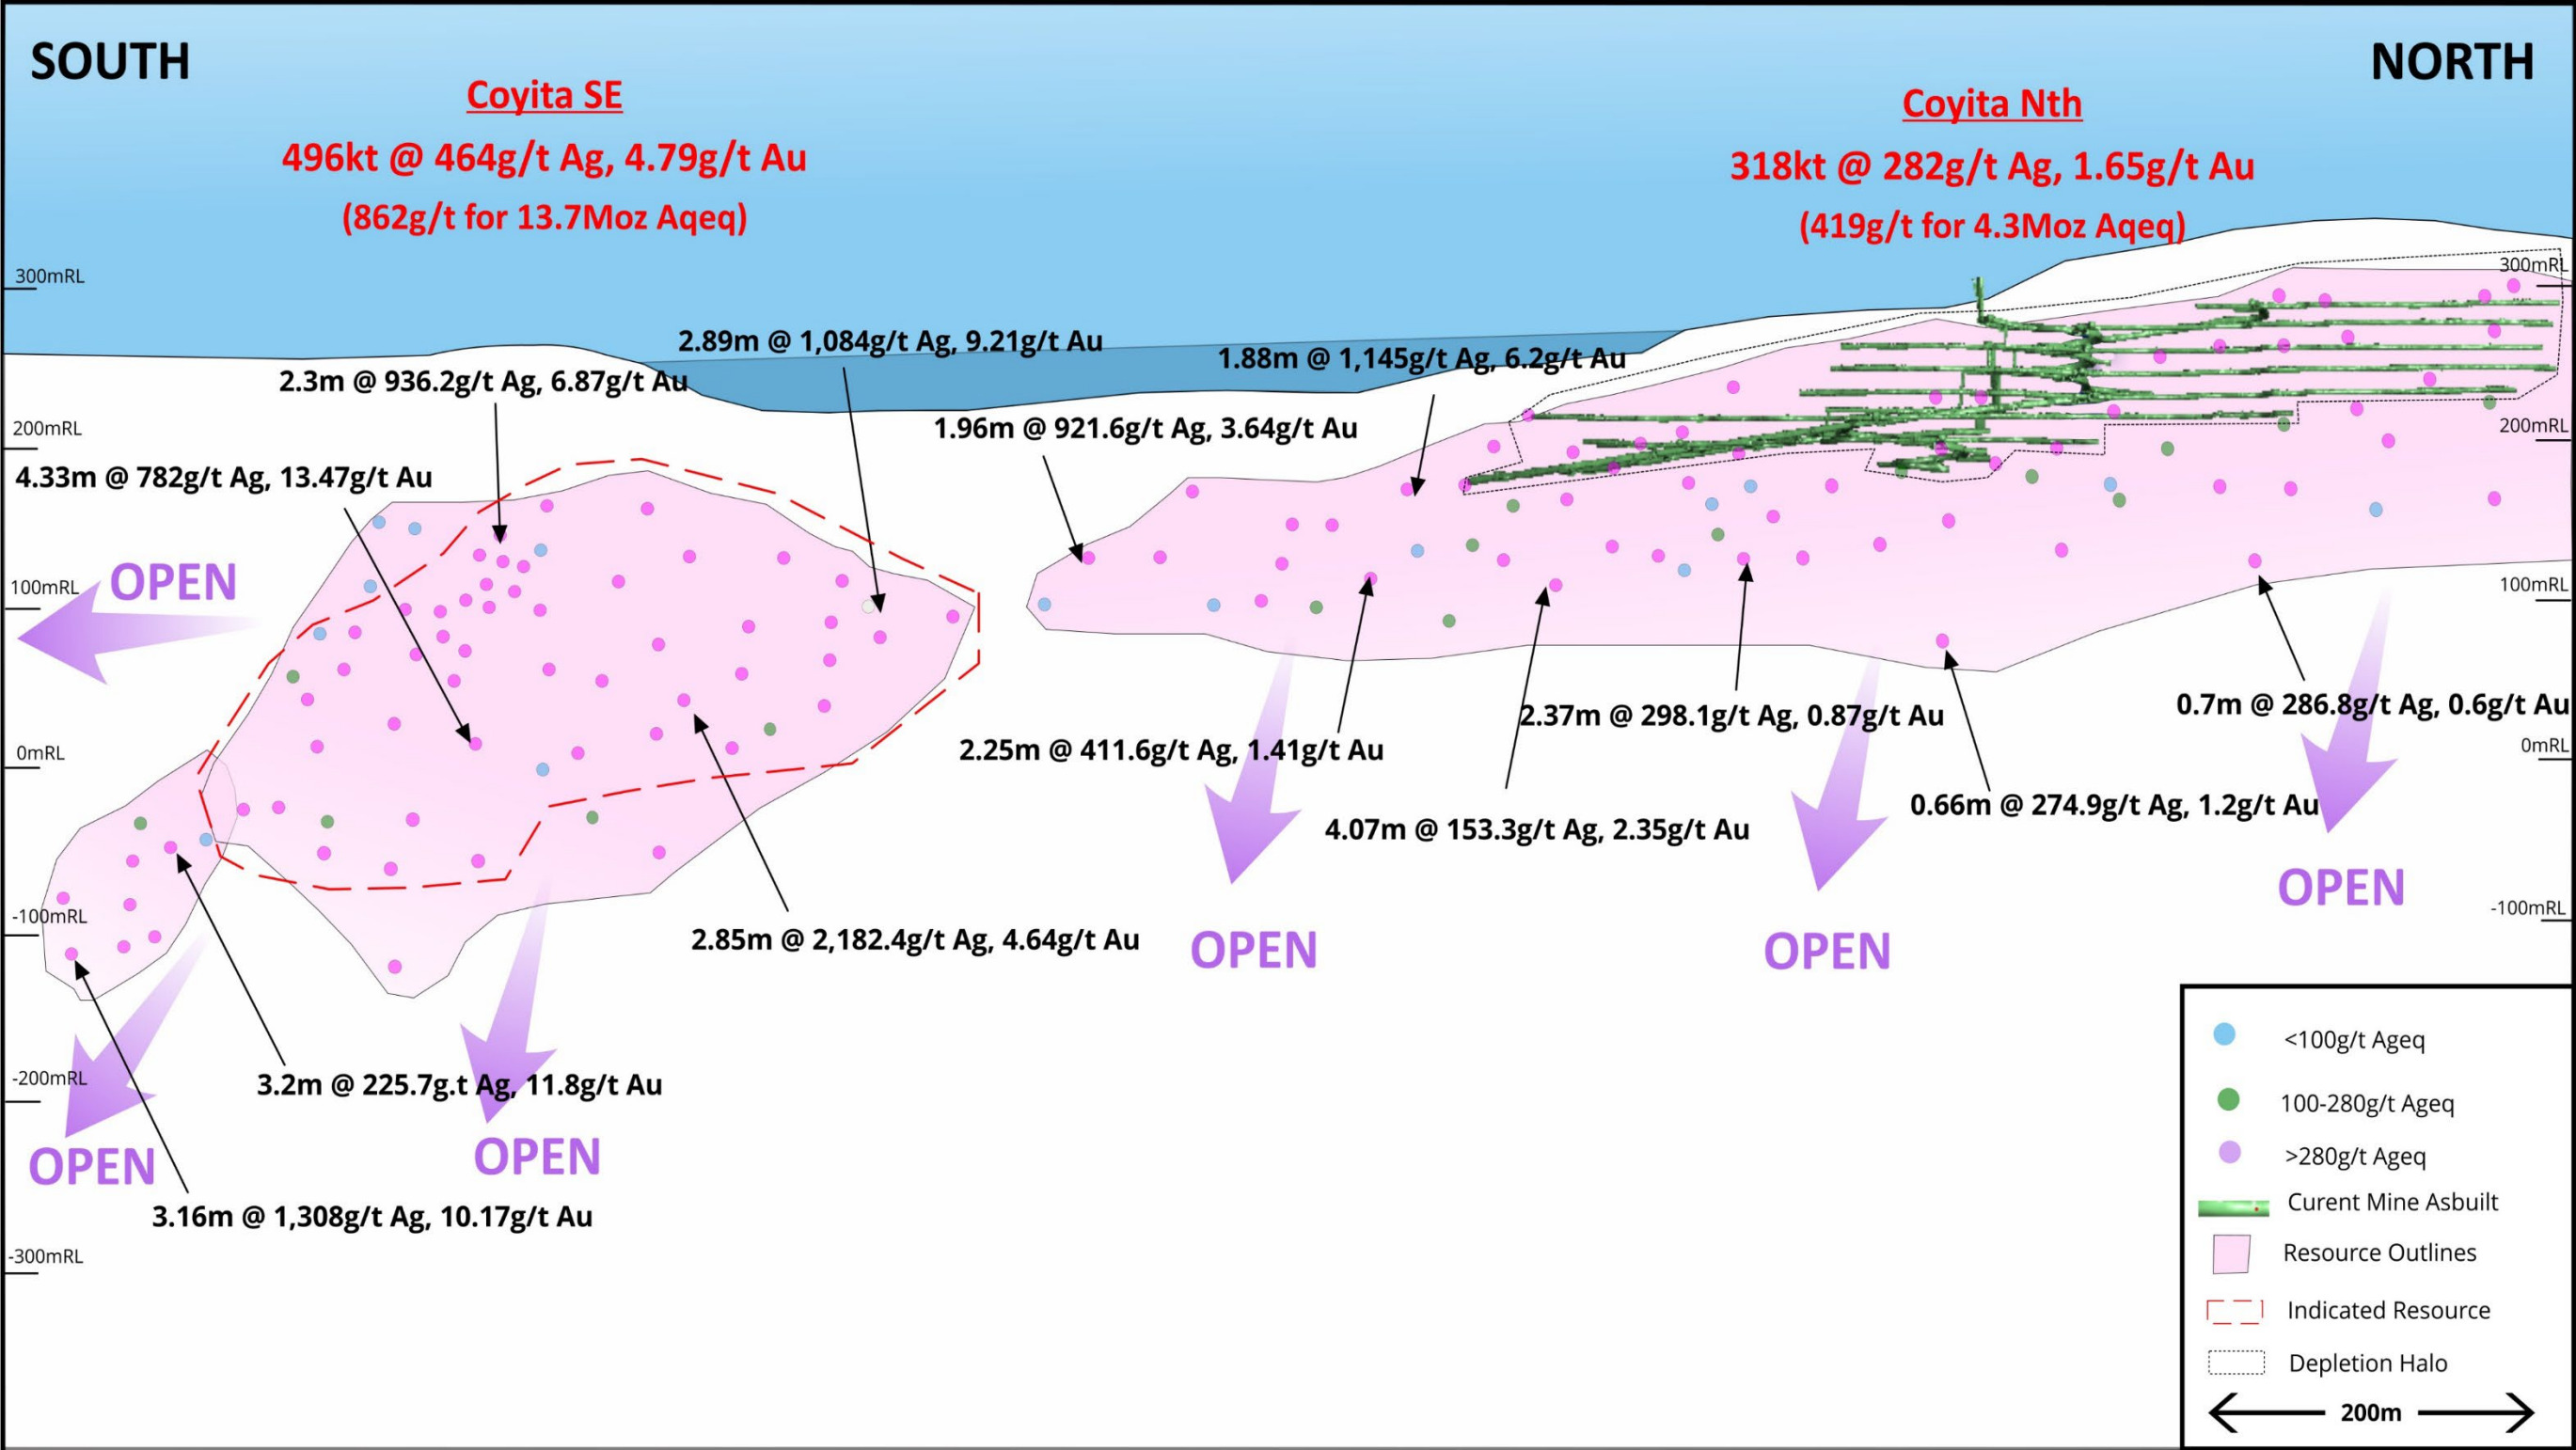 SOUTH
NORTH
Coyita SE
496kt @ 464g/t Ag, 4.79g/t Au
(862g/t for 13.7Moz Aqeq)
Coyita Nth
318kt @ 282g/t Ag, 1.65g/t Au
(419g/t for 4.3Moz Aqeq)
300mRL
300mRL
2.89m @ 1,084g/t Ag, 9.21g/t Au
1.88m @ 1,145g/t Ag, 6.2g/t Au
2.3m @ 936.2g/t Ag, 6.87g/t Au
200mRL
1.96m @ 921.6g/t Ag, 3.64g/t Au
200mRL
4.33m @ 782g/t Ag, 13.47g/t Au
OPEN
100mRL
100mRL
0mRL
2.25m @ 411.6g/t Ag, 1.41g/t Au
2.37m @ 298.1g/t Ag, 0.87g/t Au
0.7m @ 286.8g/t Ag, 0.6g/t Au
0mRL
4.07m @ 153.3g/t Ag, 2.35g/t Au
0.66m @ 274.9g/t Ag, 1.2g/t Au
OPEN
-100mRL
-100mRL
2.85m @ 2,182.4g/t Ag, 4.64g/t Au
OPEN
OPEN
-200mRL
3.2m @ 225.7g.t Ag, 11.8g/t Au
OPEN
OPEN
3.16m @ 1,308g/t Ag, 10.17g/t Au
-300mRL
<100g/t Ageq
100-280g/t Ageq
>280g/t Ageq
Curent Mine Asbuilt
Resource Outlines
Indicated Resource
Depletion Halo
200m